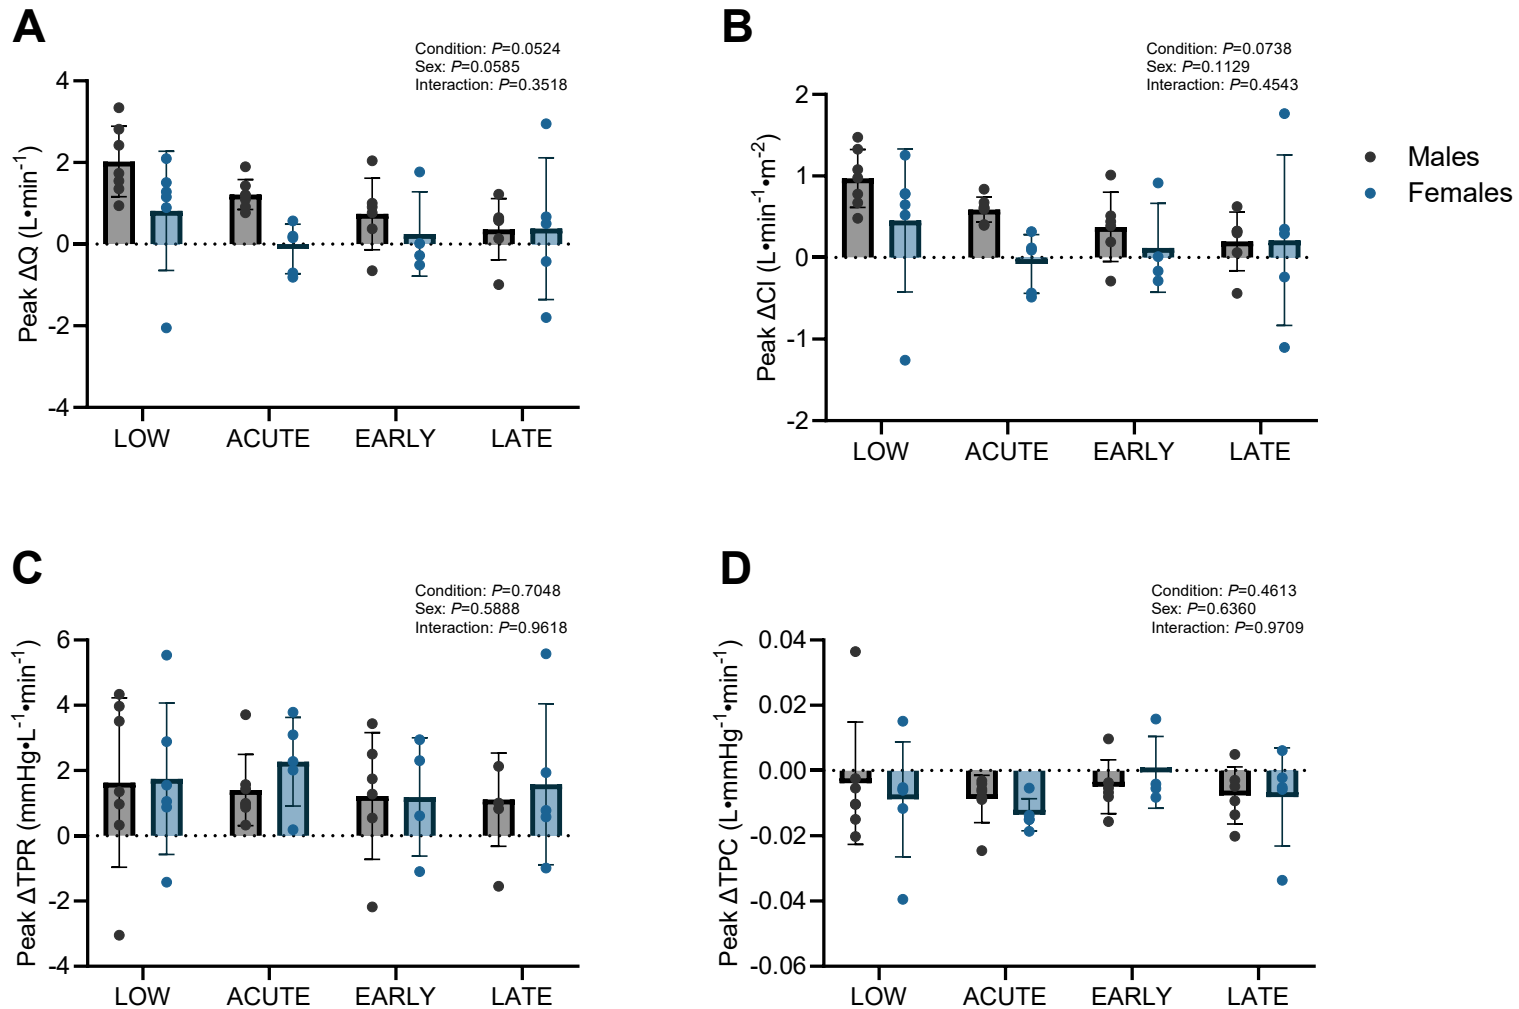 A
Condition: P=0.0524
Sex: P=0.0585
Interaction: P=0.3518
Peak ΔQ (L•min⁻¹)
4
2
0
-2
-4
LOW ACUTE EARLY LATE
B
Condition: P=0.0738
Sex: P=0.1129
Interaction: P=0.4543
Peak ΔCI (L•min⁻¹•m⁻²)
2
1
0
-1
-2
LOW ACUTE EARLY LATE
Males
Females
C
Condition: P=0.7048
Sex: P=0.5888
Interaction: P=0.9618
Peak ΔTPR (mmHg•L⁻¹•min⁻¹)
6
4
2
0
-2
-4
LOW ACUTE EARLY LATE
D
Condition: P=0.4613
Sex: P=0.6360
Interaction: P=0.9709
Peak ΔTPC (L•mmHg⁻¹•min⁻¹)
0.04
0.02
0.00
-0.02
-0.04
-0.06
LOW ACUTE EARLY LATE